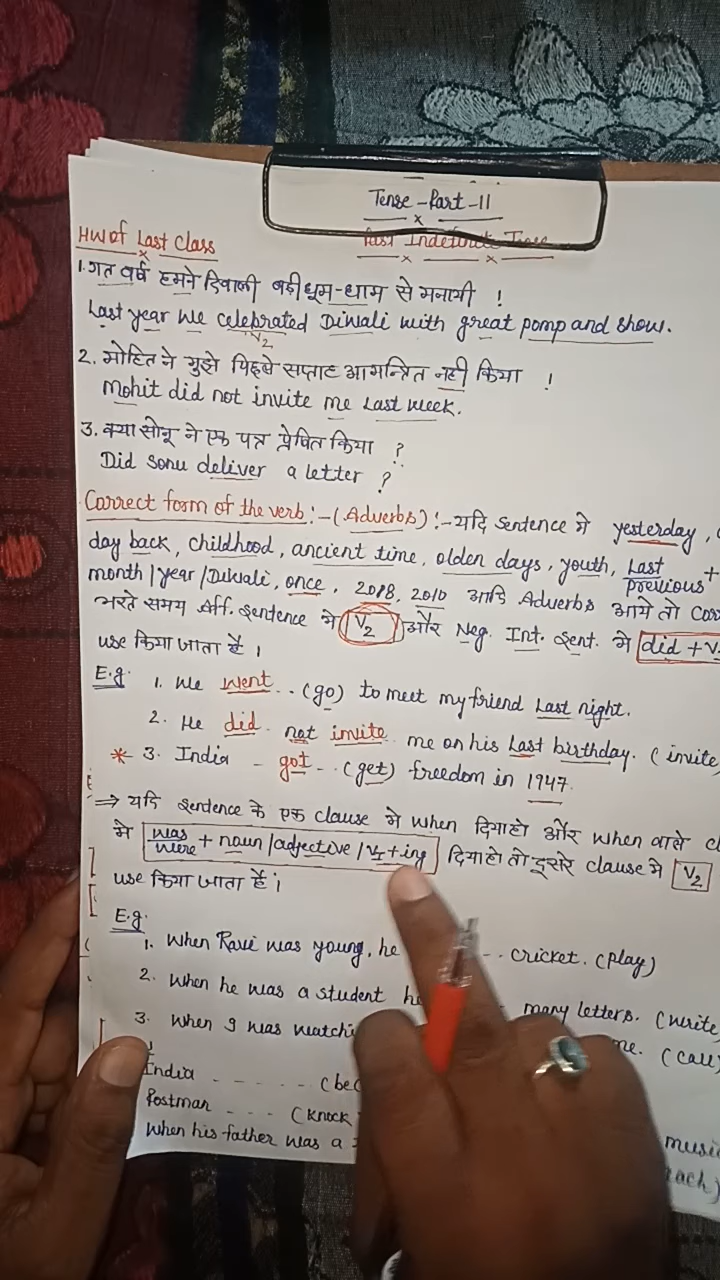 Tense-Part-II
x
HW of Last Class
x
Past Indefinite Tense
x x
1. गत वर्ष हमने दिवाली बड़ी धूम-धाम से मनायी !
Last year we celebrated Diwali with great pomp and show.
V2
2. मोहित ने मुझे पिछले सप्ताह आमन्त्रित नही किया !
Mohit did not invite me Last week.
3. क्या सोनू ने एक पत्र प्रेषित किया ?
Did Sonu deliver a letter ?
Correct form of the verb:-(Adverbs):-यदि Sentence मे yesterday,
day back, childhood, ancient time, olden days, youth, Last/Previous +
month/year/Diwali, once, 2018, 2010 आदि Adverbs आये तो
भरते समय Aff. Sentence मे V2 और Neg. Int. Sent. मे did +
use किया जाता है।
E.g.
1. We went.. (go) to meet my friend Last night.
2. He did not invite me on his Last birthday. (invite
* 3. India - got-.. (get) freedom in 1947.
⇒ यदि Sentence के एक clause मे when दियाहो और when वाले
मे was/were + noun/adjective/V1+ing दियाहो तो दूसरे clause मे V2
use किया जाता है।
E.g.
1. When Ravi was young, he .. cricket. (Play)
2. When he was a student many letters. (write
3. When I was (call
India - - - - - -
Postman - - - - (Knock
When his father was a